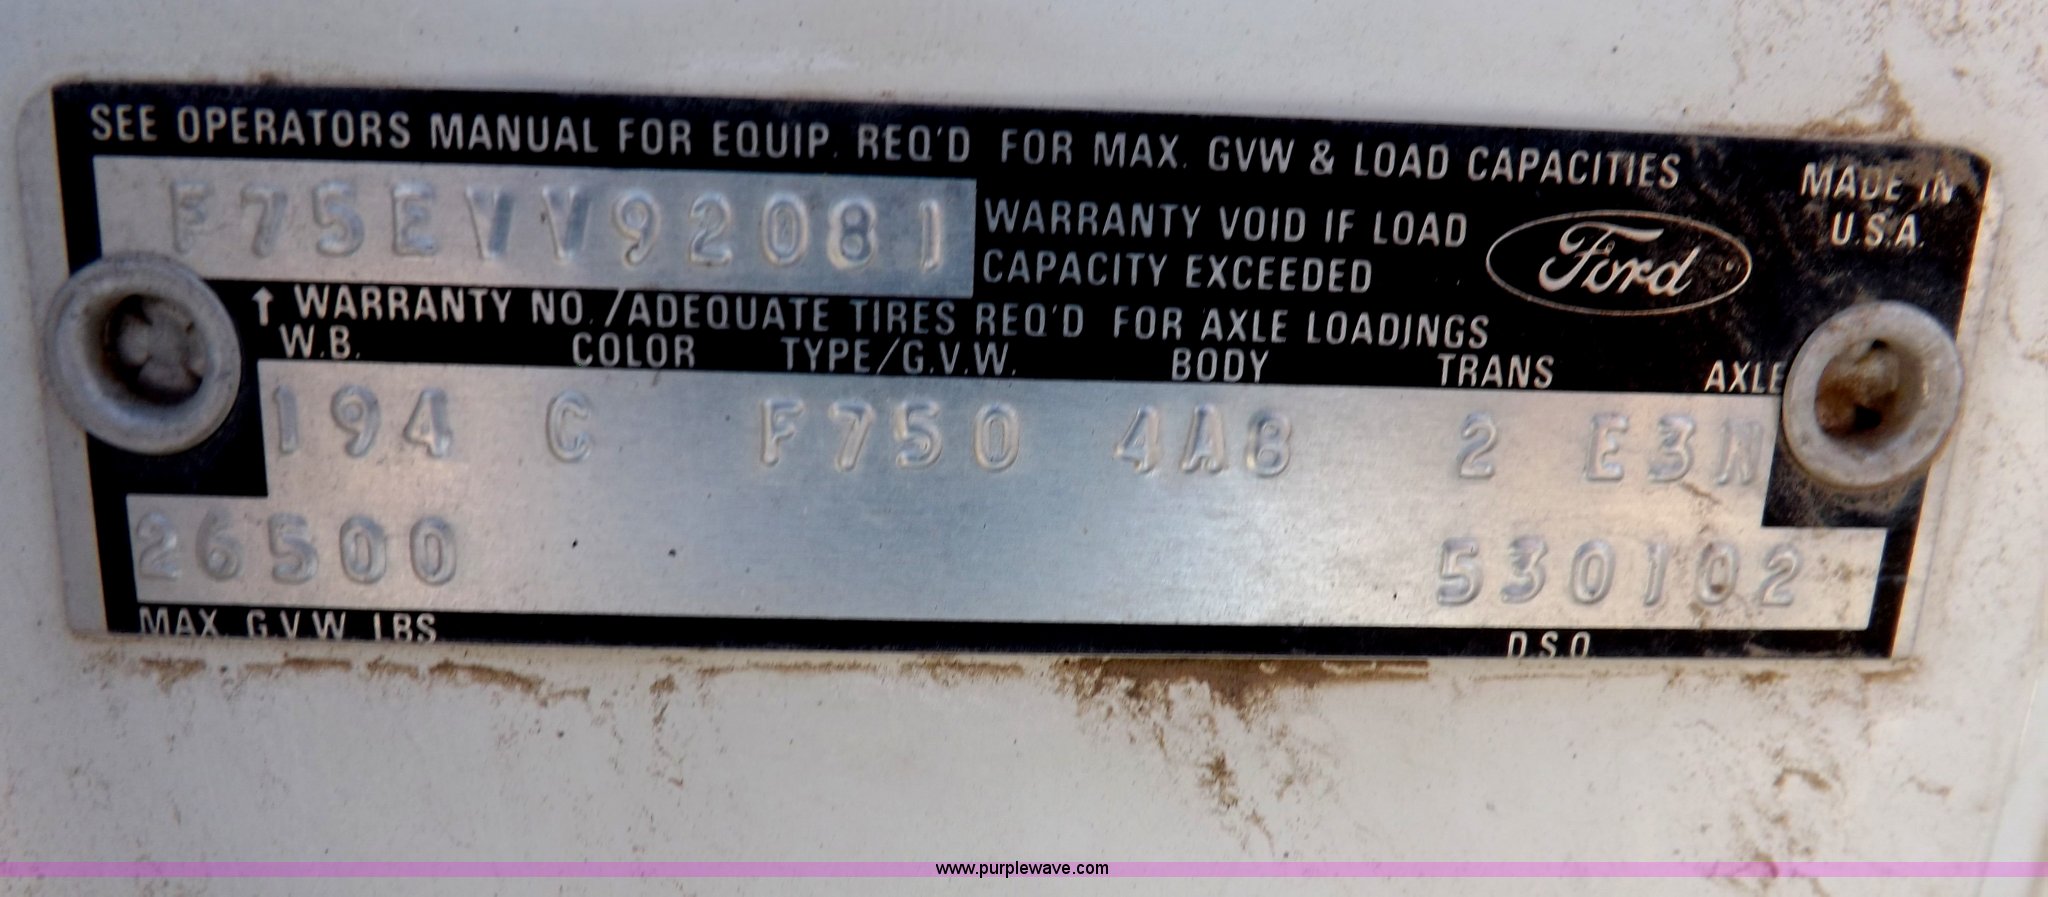 SEE OPERATORS MANUAL FOR EQUIP. REQ'D FOR MAX. GVW & LOAD CAPACITIES
MADE IN
U.S.A.
F75EVV92081
WARRANTY VOID IF LOAD
CAPACITY EXCEEDED
Ford
↑ WARRANTY NO./ADEQUATE TIRES REQ'D FOR AXLE LOADINGS
W.B. COLOR TYPE/G.V.W. BODY TRANS AXLE
194 C F750 4A8 2 E3N
26500 530102
MAX. G.V.W. LBS D.S.O.
www.purplewave.com